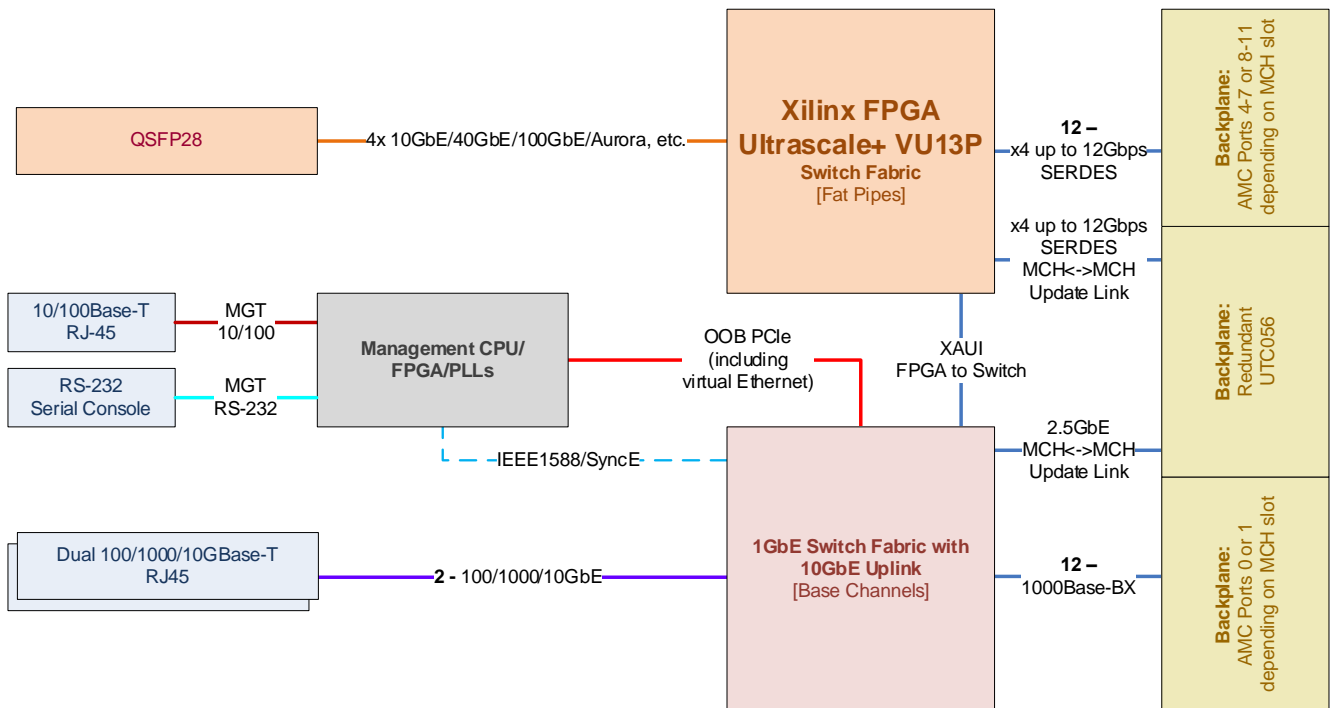 Xilinx FPGA
Ultrascale+ VU13P
Switch Fabric
[Fat Pipes]
QSFP28
4x 10GbE/40GbE/100GbE/Aurora, etc.
12 –
x4 up to 12Gbps
SERDES
Backplane:
AMC Ports 4-7 or 8-11
depending on MCH slot
x4 up to 12Gbps
SERDES
MCH<->MCH
Update Link
10/100Base-T
RJ-45
MGT
10/100
RS-232
Serial Console
MGT
RS-232
Management CPU/
FPGA/PLLs
OOB PCIe
(including
virtual Ethernet)
XAUI
FPGA to Switch
Backplane:
Redundant
UTC056
2.5GbE
MCH<->MCH
Update Link
IEEE1588/SyncE
Dual 100/1000/10GBase-T
RJ45
2 - 100/1000/10GbE
1GbE Switch Fabric with
10GbE Uplink
[Base Channels]
12 –
1000Base-BX
Backplane:
AMC Ports 0 or 1
depending on MCH slot